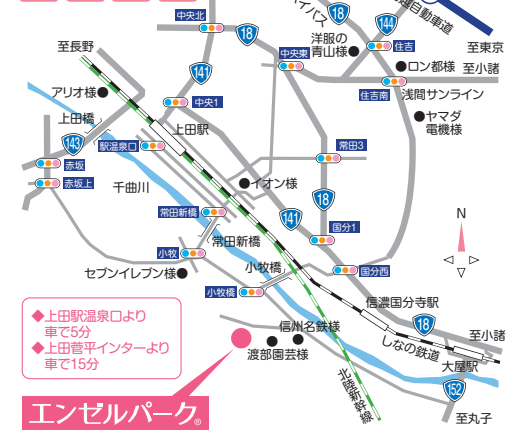 中央北
18
バイパス
18
144
越自動車道
至長野
洋服の
青山様
住吉
至東京
中央東
ロン都様
至小諸
141
アリオ様
中央1
住吉南
浅間サンライン
上田橋
上田駅
ヤマダ
電機様
143
駅温泉口
常田3
赤坂
赤坂上
千曲川
イオン様
18
N
常田新橋
141
国分1
常田新橋
小牧
小牧橋
国分西
セブンイレブン様
小牧橋
信濃国分寺駅
◆上田駅温泉口より
車で5分
◆上田菅平インターより
車で15分
信州名鉄様
18
至小諸
渡部園芸様
しなの鉄道
大屋駅
北陸新幹線
152
エンゼルパーク®
至丸子